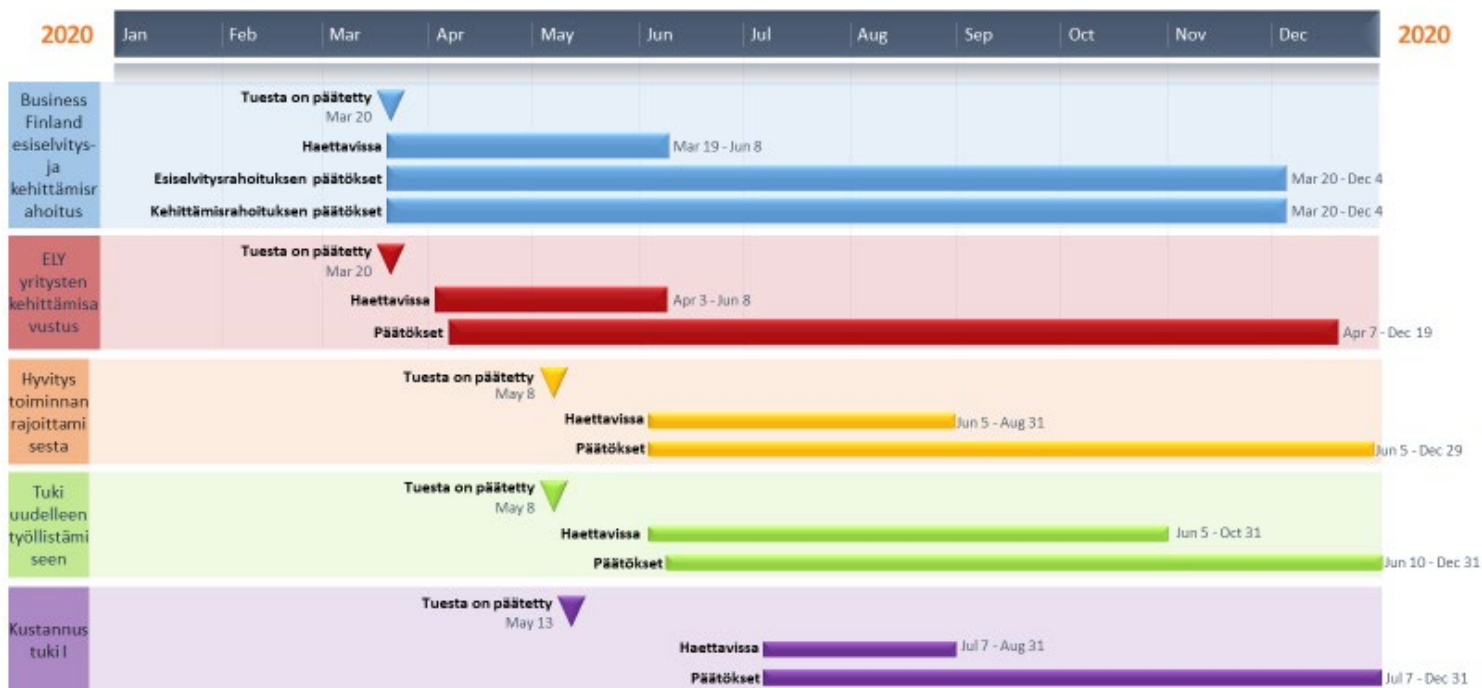 2020 Jan Feb Mar Apr May Jun Jul Aug Sep Oct Nov Dec 2020
Business
Finland
esiselvitys-
ja
kehittämisr
ahoitus
Tuesta on päätetty
Mar 20
Haettavissa
Mar 19 - Jun 8
Esiselvitysrahoituksen päätökset
Mar 20 - Dec 4
Kehittämisrahoituksen päätökset
Mar 20 - Dec 4
ELY
yritysten
kehittämisa
vustus
Tuesta on päätetty
Mar 20
Haettavissa
Apr 3 - Jun 8
Päätökset
Apr 7 - Dec 19
Hyvitys
toiminnan
rajoittami
sesta
Tuesta on päätetty
May 8
Haettavissa
Jun 5 - Aug 31
Päätökset
Jun 5 - Dec 29
Tuki
uudelleen
työllistämi
seen
Tuesta on päätetty
May 8
Haettavissa
Jun 5 - Oct 31
Päätökset
Jun 10 - Dec 31
Kustannus
tuki I
Tuesta on päätetty
May 13
Haettavissa
Jul 7 - Aug 31
Päätökset
Jul 7 - Dec 31